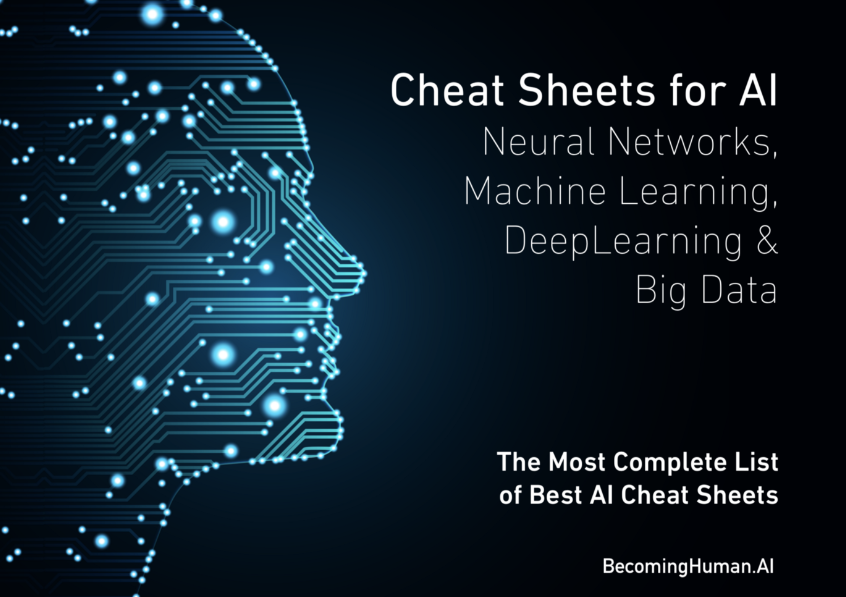 Cheat Sheets for AI
Neural Networks,
Machine Learning,
DeepLearning &
Big Data
The Most Complete List
of Best AI Cheat Sheets
BecomingHuman.AI